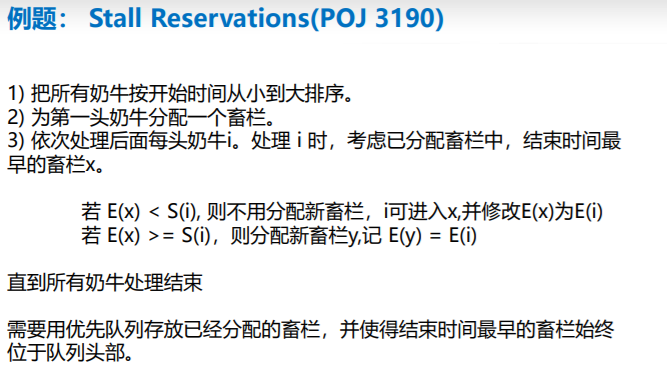 例题： Stall Reservations(POJ 3190)
1) 把所有奶牛按开始时间从小到大排序。
2) 为第一头奶牛分配一个畜栏。
3) 依次处理后面每头奶牛i。处理 i 时，考虑已分配畜栏中，结束时间最
早的畜栏x。
若 E(x) < S(i), 则不用分配新畜栏，i可进入x,并修改E(x)为E(i)
若 E(x) >= S(i)，则分配新畜栏y,记 E(y) = E(i)
直到所有奶牛处理结束
需要用优先队列存放已经分配的畜栏，并使得结束时间最早的畜栏始终
位于队列头部。